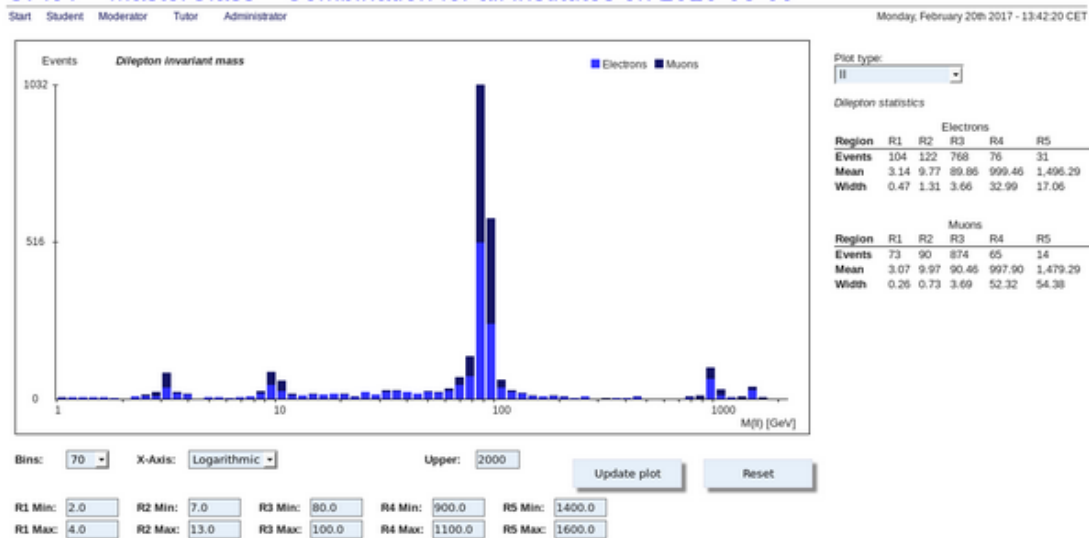 Start Student Moderator Tutor Administrator
Monday, February 20th 2017 - 13:42:20 CET
Events Dilepton invariant mass
Electrons Muons
1032
516
0
1 10 100 1000
M(ll) [GeV]
Plot type:
ll
Dilepton statistics
Electrons
Region R1 R2 R3 R4 R5
Events 104 122 768 76 31
Mean 3.14 9.77 89.86 999.46 1,496.29
Width 0.47 1.31 3.66 32.99 17.06
Muons
Region R1 R2 R3 R4 R5
Events 73 90 874 65 14
Mean 3.07 9.97 90.46 997.90 1,479.29
Width 0.26 0.73 3.69 52.32 54.38
Bins: 70 X-Axis: Logarithmic Upper: 2000
Update plot Reset
R1 Min: 2.0 R2 Min: 7.0 R3 Min: 80.0 R4 Min: 900.0 R5 Min: 1400.0
R1 Max: 4.0 R2 Max: 13.0 R3 Max: 100.0 R4 Max: 1100.0 R5 Max: 1600.0